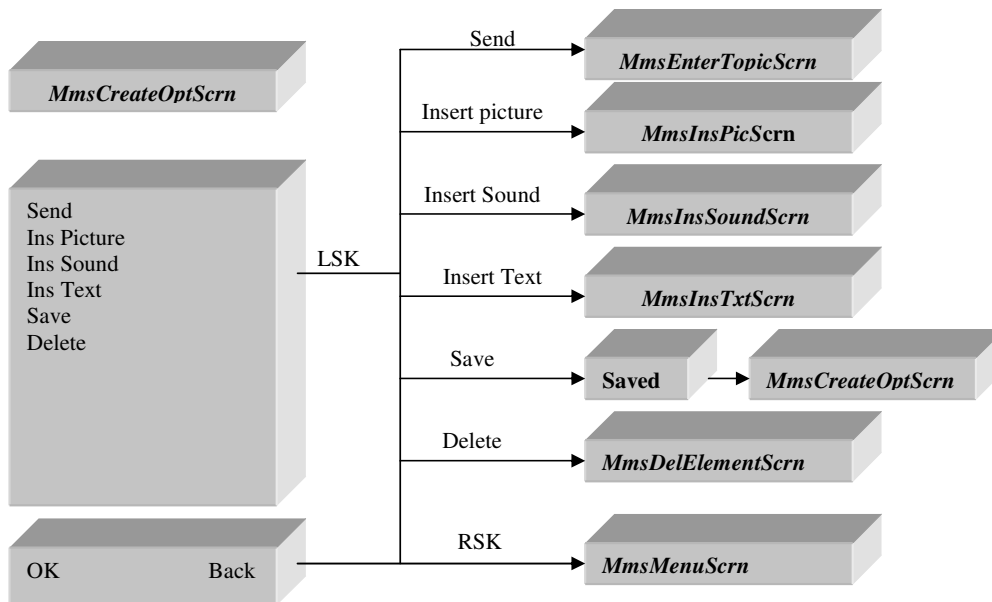 MmsCreateOptScrn
Send
Ins Picture
Ins Sound
Ins Text
Save
Delete
OK Back
LSK
Send
MmsEnterTopicScrn
Insert picture
MmsInsPicScrn
Insert Sound
MmsInsSoundScrn
Insert Text
MmsInsTxtScrn
Save
Saved
MmsCreateOptScrn
Delete
MmsDelElementScrn
RSK
MmsMenuScrn